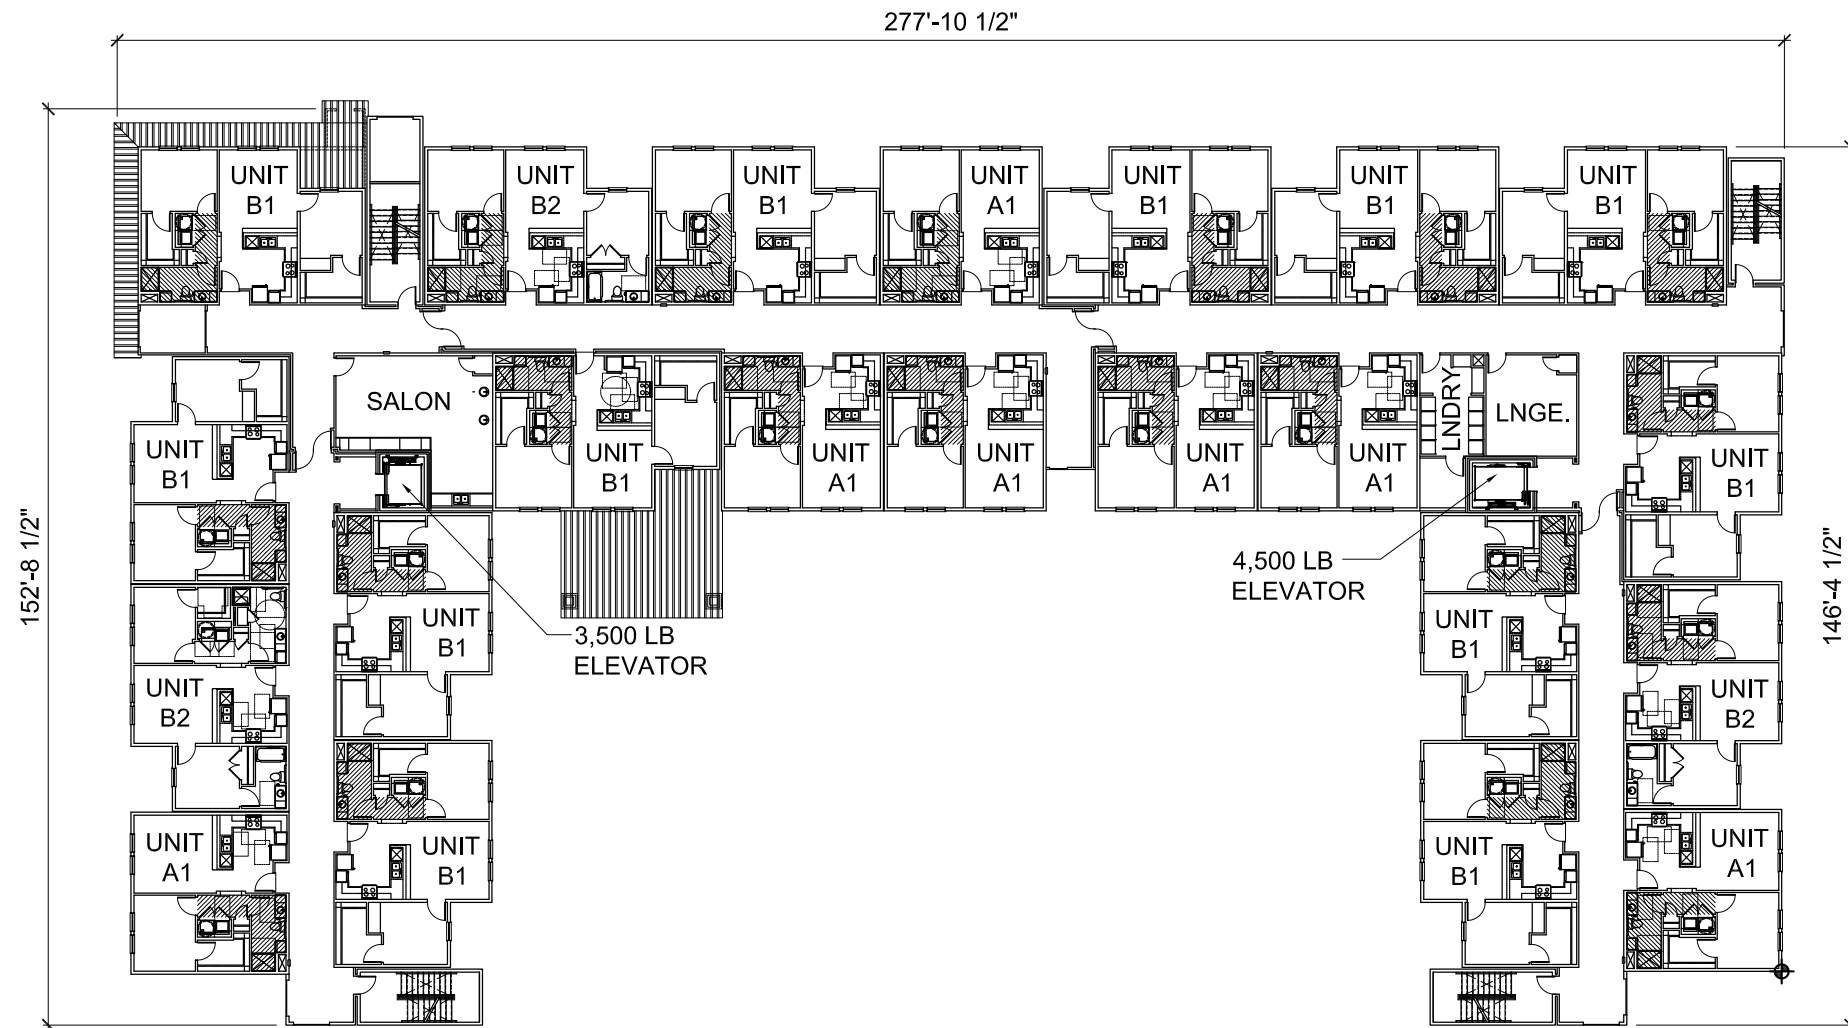 277'-10 1/2"
UNIT
B1
UNIT
B2
UNIT
B1
UNIT
A1
UNIT
B1
UNIT
B1
UNIT
B1
SALON
UNIT
B1
UNIT
A1
UNIT
A1
UNIT
A1
UNIT
A1
LNDRY
LNGE.
UNIT
B1
UNIT
B1
152'-8 1/2"
146'-4 1/2"
3,500 LB
ELEVATOR
4,500 LB
ELEVATOR
UNIT
B1
UNIT
B1
UNIT
B2
UNIT
B2
UNIT
A1
UNIT
B1
UNIT
B1
UNIT
A1